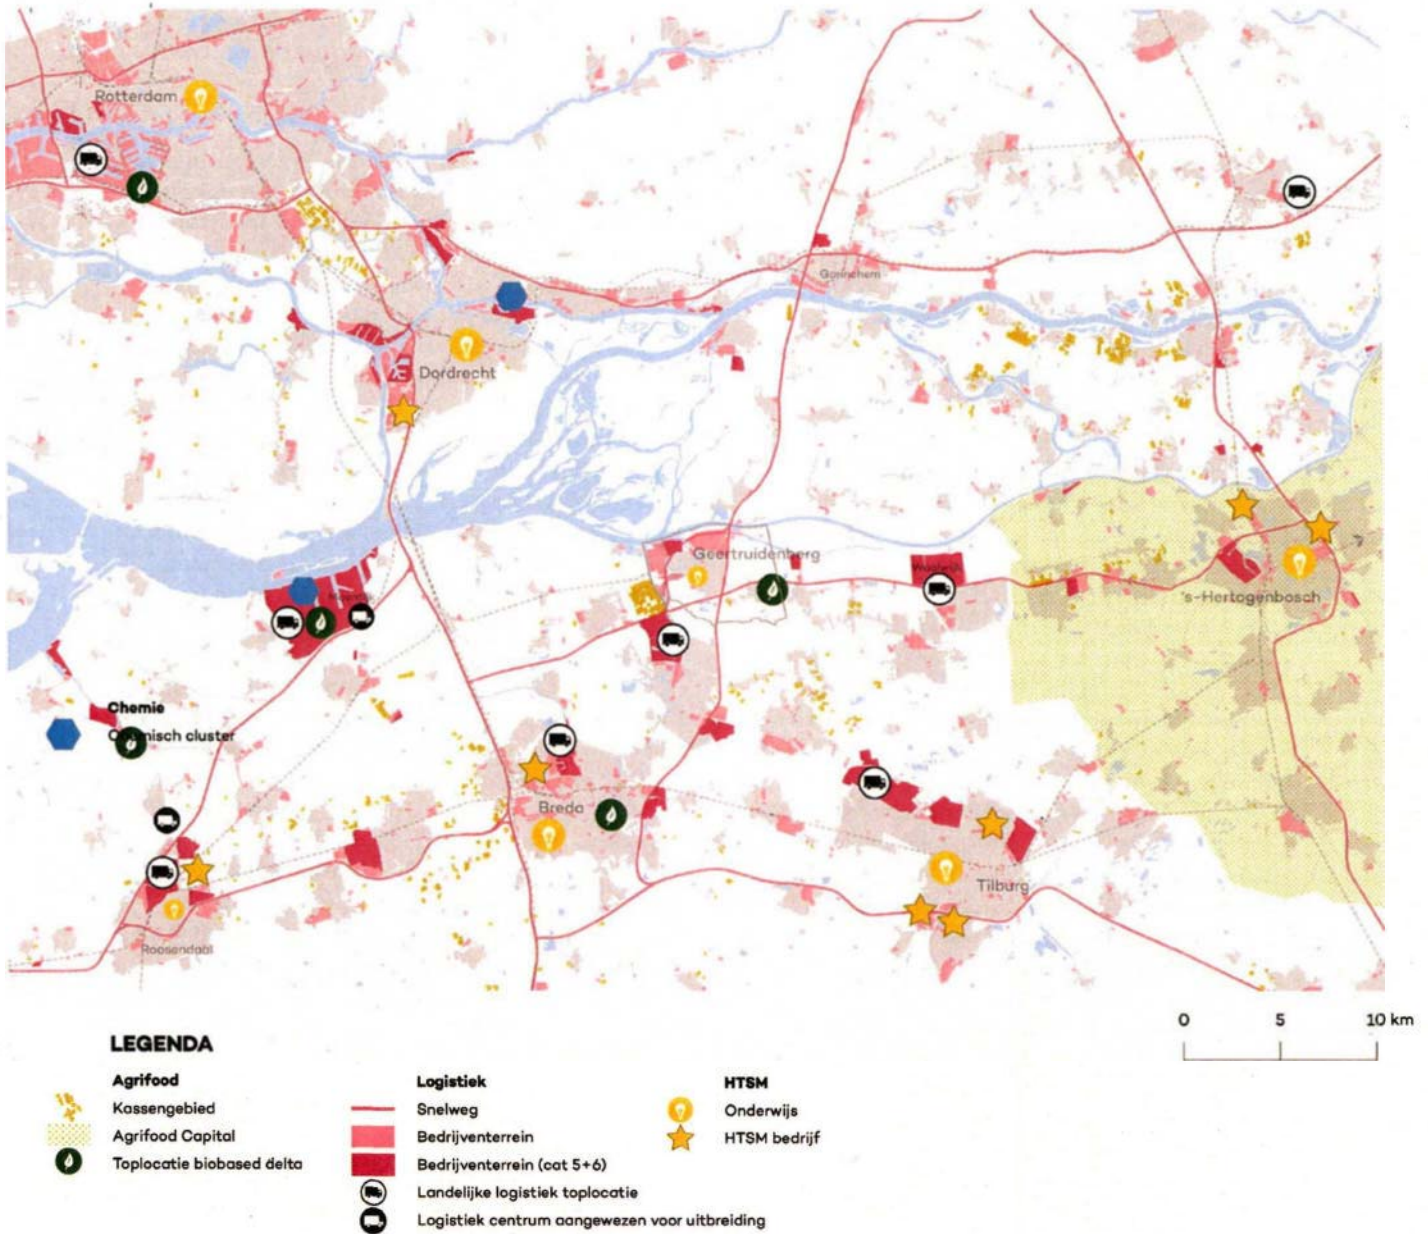 Rotterdam
Gorinchem
Dordrecht
Geertruidenberg
Waalwijk
's-Hertogenbosch
Chemie
Chemisch cluster
Breda
Tilburg
Roosendaal
0 5 10 km
LEGENDA
Agrifood
Kassengebied
Agrifood Capital
Toplocatie biobased delta
Logistiek
Snelweg
Bedrijventerrein
Bedrijventerrein (cat 5+6)
Landelijke logistiek toplocatie
Logistiek centrum aangewezen voor uitbreiding
HTSM
Onderwijs
HTSM bedrijf